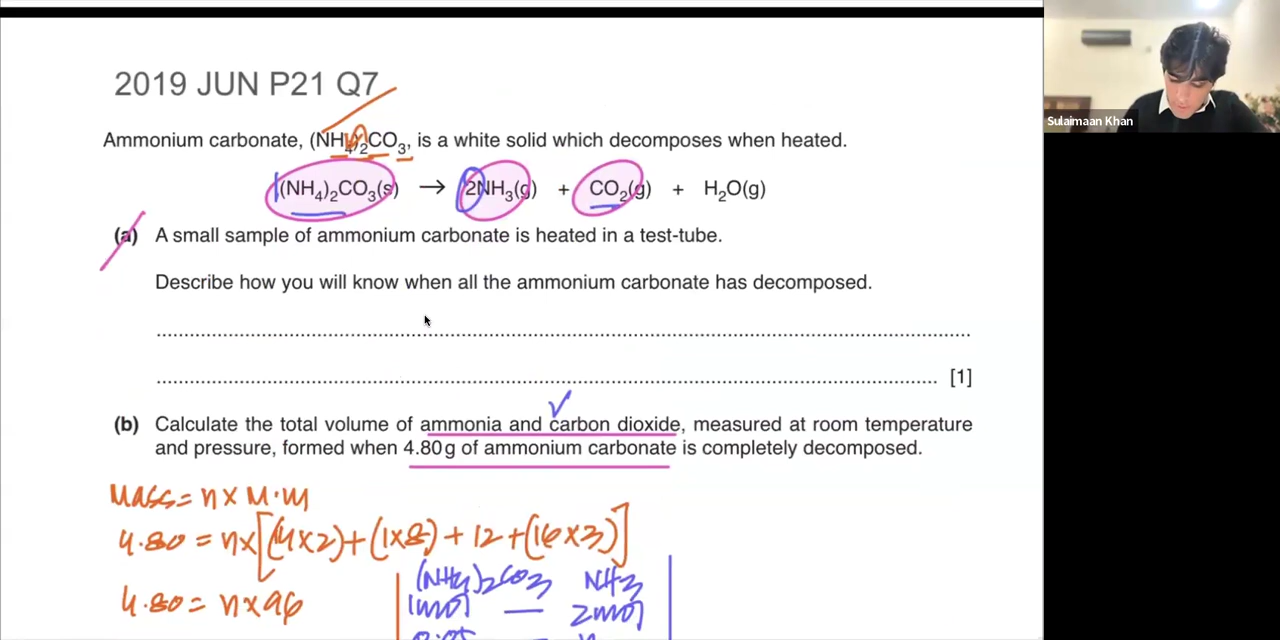 2019 JUN P21 Q7
Sulaimaan Khan
Ammonium carbonate, (NH₄)₂CO₃, is a white solid which decomposes when heated.
(NH₄)₂CO₃(s) → 2NH₃(g) + CO₂(g) + H₂O(g)
(a) A small sample of ammonium carbonate is heated in a test-tube.
Describe how you will know when all the ammonium carbonate has decomposed.
[1]
(b) Calculate the total volume of ammonia and carbon dioxide, measured at room temperature
and pressure, formed when 4.80 g of ammonium carbonate is completely decomposed.
Mass = n × M.M
4.80 = n × [(14×2)+(1×8)+12+(16×3)]
(NH₄)₂CO₃ NH₃
4.80 = n × 96
1mol — 2mol